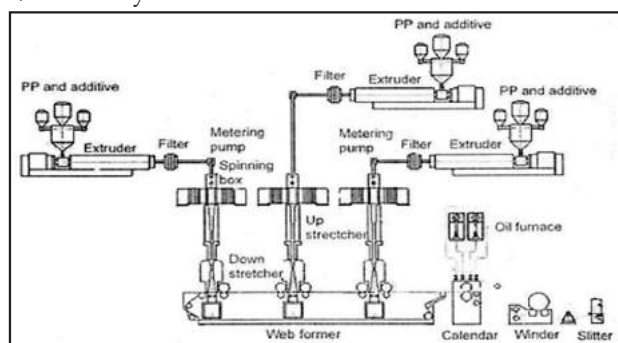 PP and additive
Filter
Extruder
PP and additive
PP and additive
Extruder
Filter
Metering
pump
Spinning
box
Metering
pump
Filter
Extruder
Up
strectcher
Oil furnace
Down
stretcher
Web former
Calendar
Winder
Slitter